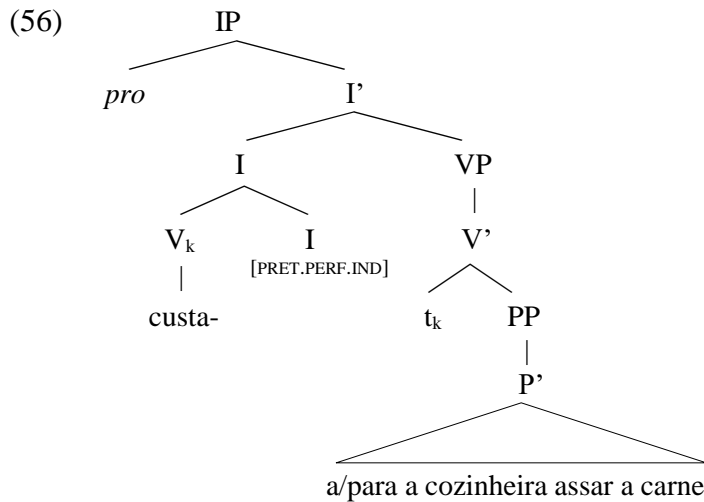 (56) IP
pro I’
I VP
Vk I V’
[PRET.PERF.IND]
custa- tk PP
P’
a/para a cozinheira assar a carne